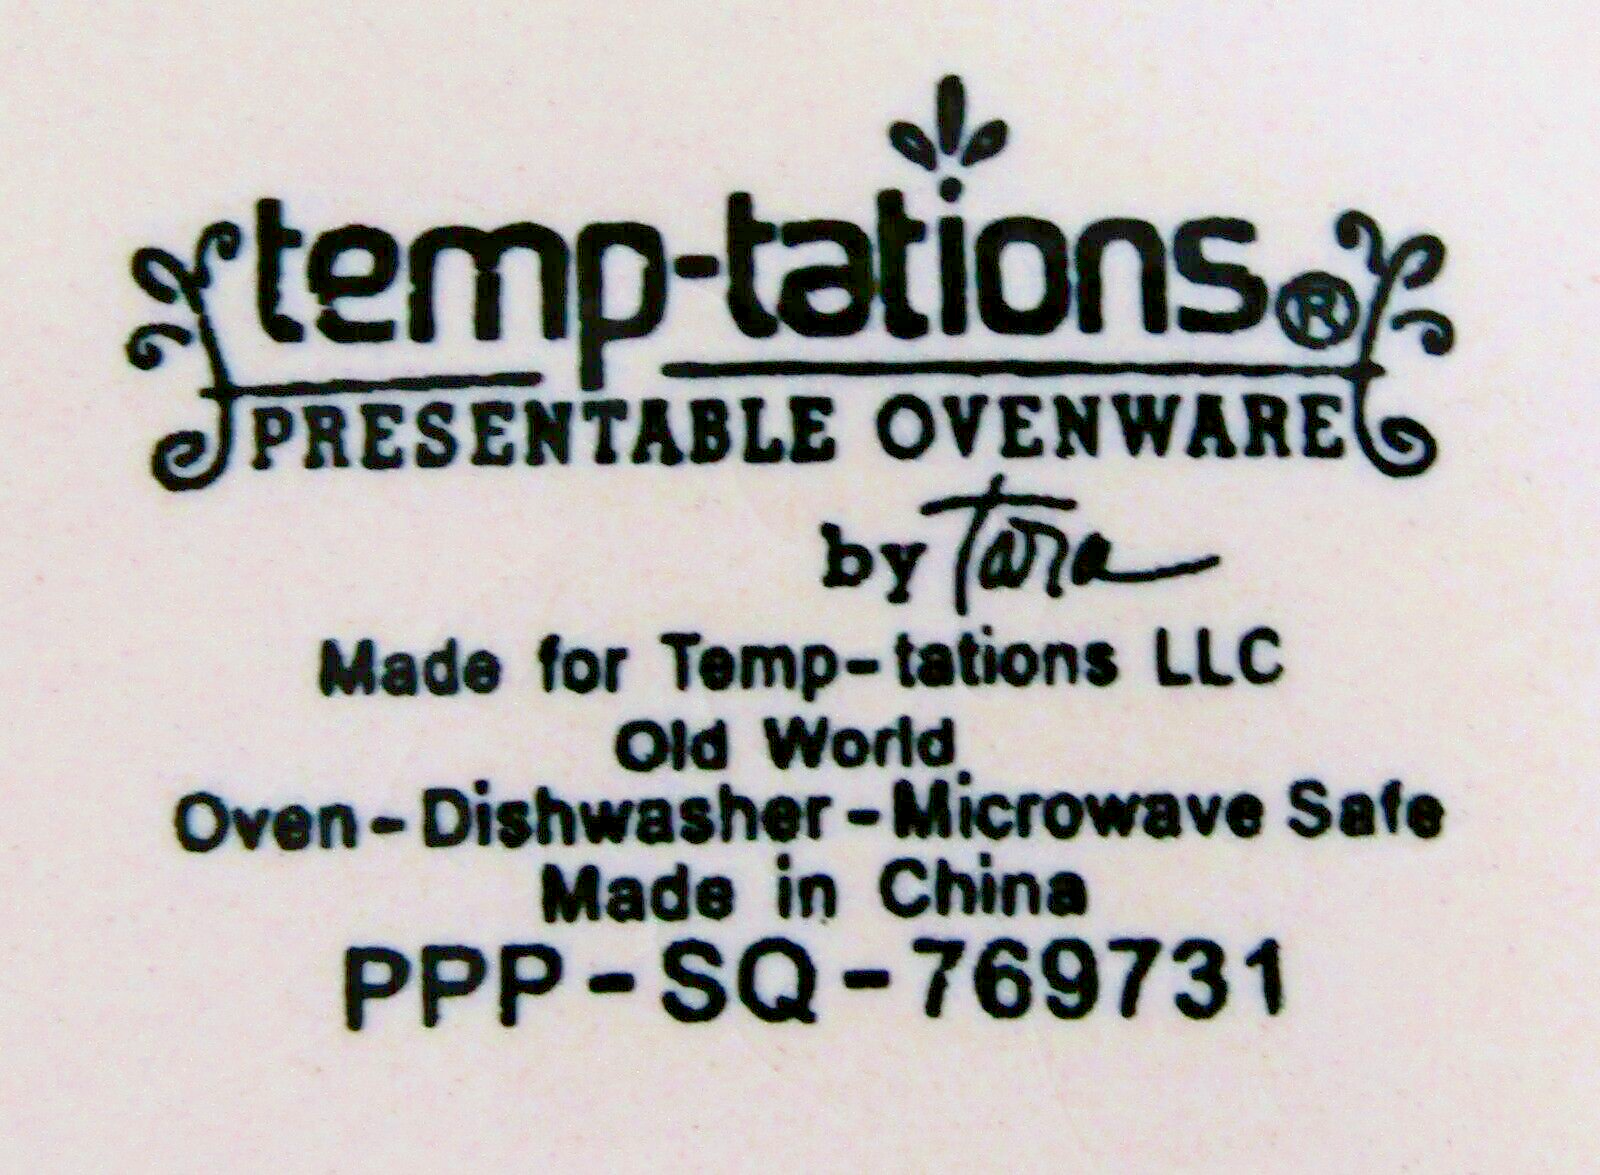 temp-tations®
PRESENTABLE OVENWARE
by Tara
Made for Temp-tations LLC
Old World
Oven-Dishwasher-Microwave Safe
Made in China
PPP-SQ-769731